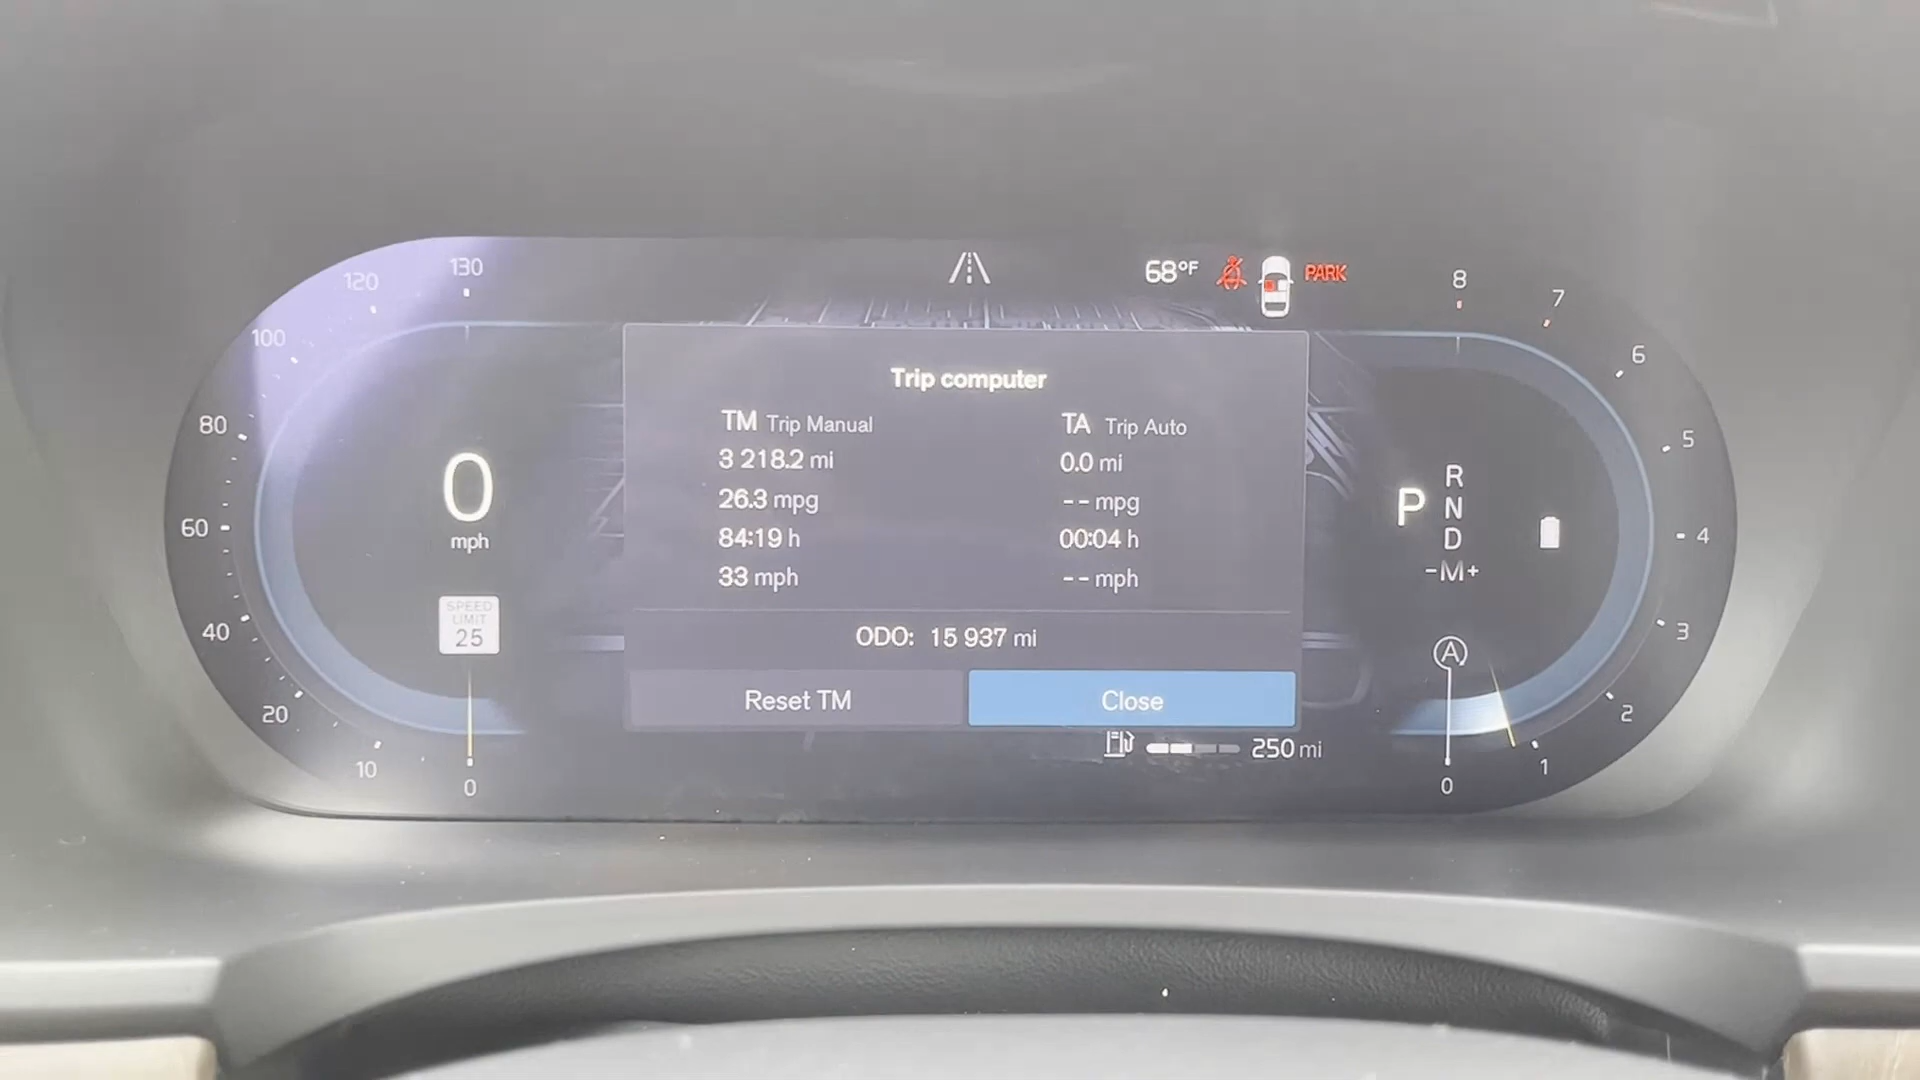 68°F PARK
Trip computer
TM Trip Manual
3 218.2 mi
26.3 mpg
84:19 h
33 mph
TA Trip Auto
0.0 mi
-- mpg
00:04 h
-- mph
ODO: 15 937 mi
Reset TM
Close
250 mi
130
120
100
80
60
40
20
10
0
0
mph
SPEED
LIMIT
25
8
7
6
5
4
3
2
1
0
P
R
N
D
-M+
A